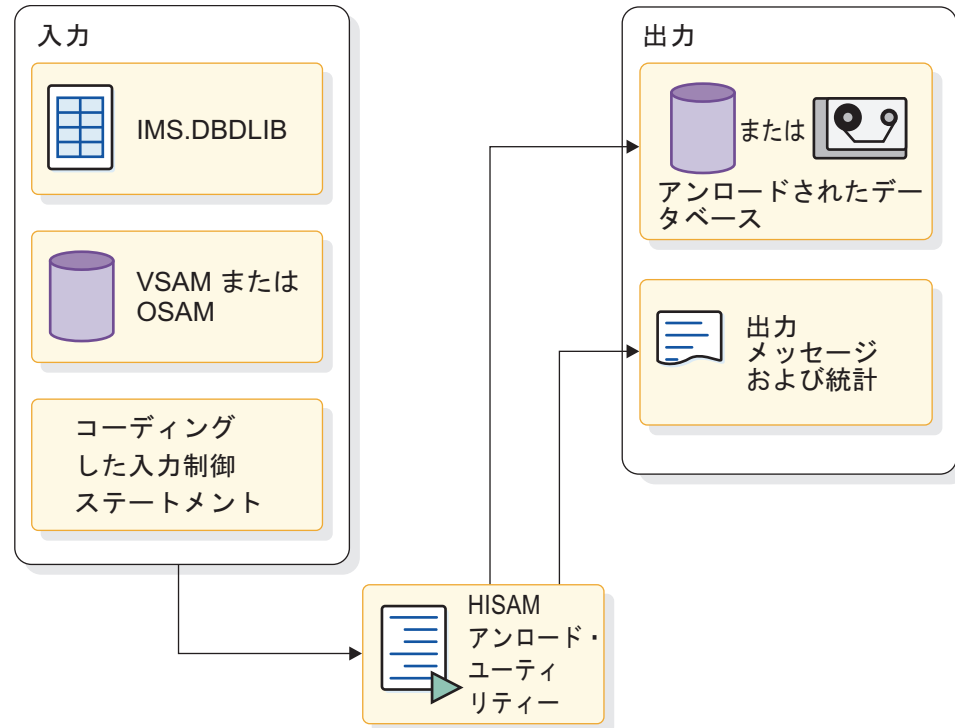 入力
IMS.DBDLIB
VSAM または
OSAM
コーディング
した入力制御
ステートメント
HISAM
アンロード・
ユーティ
リティー
出力
または
アンロードされたデー
タベース
出力
メッセージ
および統計